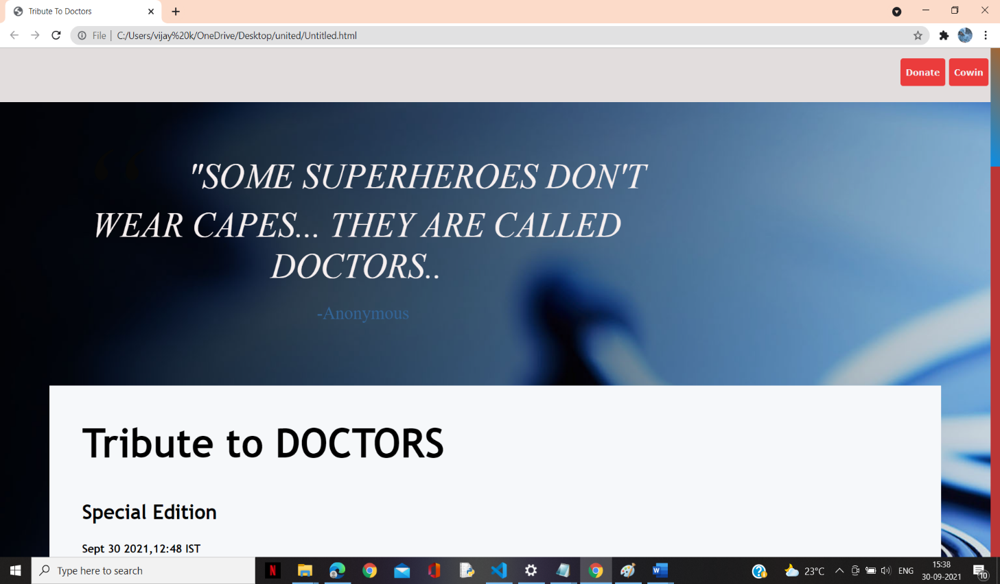 Tribute To Doctors
File | C:/Users/vijay%20k/OneDrive/Desktop/united/Untitled.html
Donate Cowin
“ "SOME SUPERHEROES DON'T
WEAR CAPES... THEY ARE CALLED
DOCTORS..
-Anonymous
Tribute to DOCTORS
Special Edition
Sept 30 2021,12:48 IST
Type here to search
N
W
23°C
ENG
15:38
30-09-2021
10